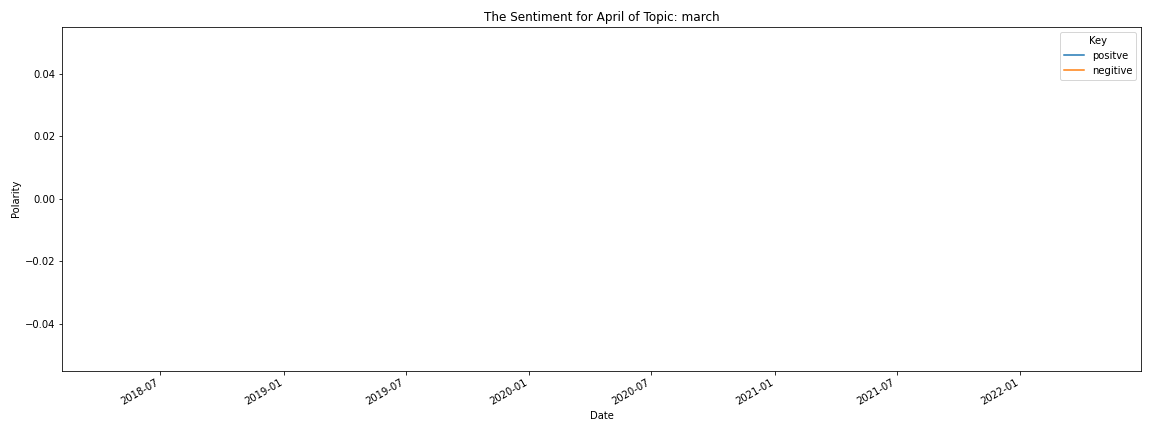 The Sentiment for April of Topic: march
Key
positve
negitive
0.04
0.02
0.00
−0.02
−0.04
Polarity
2018-07
2019-01
2019-07
2020-01
2020-07
2021-01
2021-07
2022-01
Date